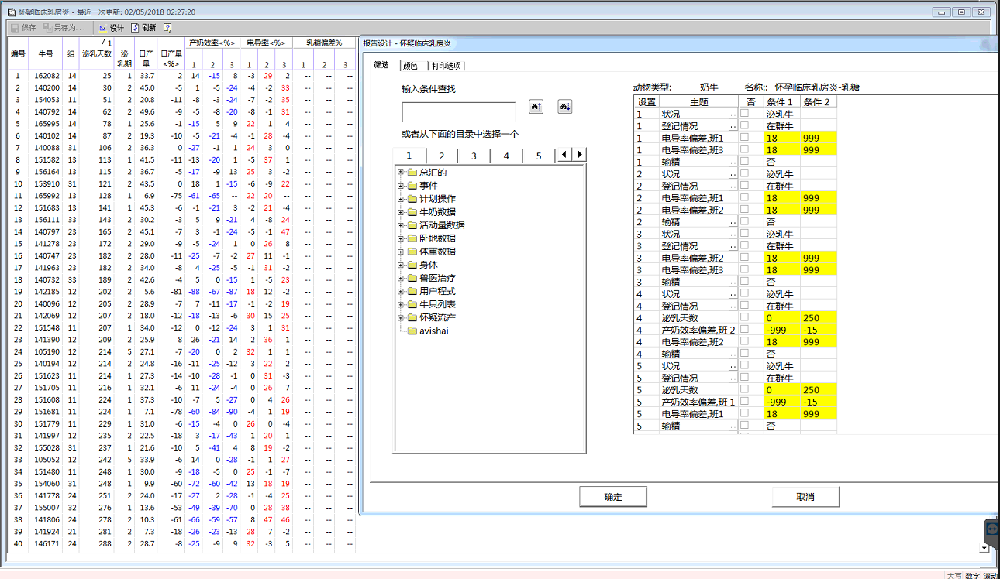 怀疑临床乳房炎 - 最近一次更新: 02/05/2018 02:27:20
保存 另存为... 设计 刷新
编号 牛号 组 / 1 泌乳天数 泌乳期 日产量 日产量<%> 产奶效率<%> 电导率<%> 乳糖偏差%
1 2 3 1 2 3 1 2 3
1 162082 14 25 1 33.7 2 14 -15 8 -3 29 2 -- -- --
2 140200 14 30 2 45.0 -5 1 -5 -24 -4 -2 33 -- -- --
3 154053 11 51 2 20.8 -11 -8 -3 -24 -7 -2 35 -- -- --
4 140792 14 62 2 49.6 -9 -5 -8 -20 -8 -1 31 -- -- --
5 165995 14 78 1 25.6 -1 -15 5 9 22 1 4 -- -- --
6 140102 14 87 2 19.3 -10 -5 -21 -4 -1 28 -4 -- -- --
7 140088 31 106 2 36.3 0 -27 -1 1 24 3 0 -- -- --
8 151582 13 113 1 41.5 -11 -13 -20 1 -5 37 1 -- -- --
9 156164 13 115 2 36.7 -5 -17 -9 13 25 3 -2 -- -- --
10 153910 31 121 2 43.5 0 18 1 -15 -6 -9 22 -- -- --
11 165992 13 128 1 6.9 -75 -61 -65 -- 22 20 -- -- -- --
12 151683 13 141 1 45.3 -6 -1 -21 3 -2 21 -4 -- -- --
13 156111 33 143 2 30.2 -3 5 9 -21 4 -8 24 -- -- --
14 140797 23 165 2 45.1 -7 3 -1 -24 -5 -1 47 -- -- --
15 141278 23 172 2 29.0 -9 -5 -24 1 0 26 8 -- -- --
16 140747 23 182 2 28.0 -11 -25 -7 -2 27 11 -1 -- -- --
17 141963 23 182 2 34.0 -8 4 -25 -5 -1 31 -2 -- -- --
18 140732 33 189 2 42.6 -4 5 0 -15 1 -5 23 -- -- --
19 142185 12 202 2 5.6 -81 -88 -67 -87 18 12 -2 -- -- --
20 140096 12 205 2 28.9 -7 7 -11 -17 -1 -2 19 -- -- --
21 142069 12 207 2 18.0 -12 -18 -13 -6 30 15 25 -- -- --
22 151548 11 207 1 34.0 -12 0 -12 -24 3 1 31 -- -- --
23 141390 12 209 2 25.9 8 26 -21 14 2 36 1 -- -- --
24 105190 12 214 5 27.1 -7 -20 0 2 32 1 1 -- -- --
25 140194 12 214 2 24.8 -16 -11 -25 -12 3 22 2 -- -- --
26 151623 11 214 1 27.3 -14 -10 -28 -1 0 31 -3 -- -- --
27 151705 11 216 1 32.1 -6 11 -24 -4 0 26 7 -- -- --
28 151608 11 224 1 37.3 -10 -7 5 -27 0 4 26 -- -- --
29 151681 11 224 1 7.1 -78 -60 -84 -90 -4 1 19 -- -- --
30 151779 11 229 1 31.0 -6 -15 -4 0 26 0 -4 -- -- --
31 141997 12 235 2 22.5 -18 3 -17 -43 1 20 1 -- -- --
32 155028 31 237 1 21.6 -10 5 -41 4 8 19 -2 -- -- --
33 105052 12 242 5 33.9 -6 14 0 -28 -1 1 27 -- -- --
34 151480 11 248 1 30.0 -9 -18 -5 0 25 -1 -7 -- -- --
35 154060 31 248 1 9.9 -60 -72 -60 -42 13 18 19 -- -- --
36 141778 24 251 2 24.0 -17 -27 2 -28 -1 -4 25 -- -- --
37 155007 32 276 1 13.6 -53 -49 -39 -70 0 28 38 -- -- --
38 141806 24 278 2 10.3 -61 -66 -59 -57 8 47 46 -- -- --
39 141924 21 281 2 7.3 -18 -26 -23 -13 28 7 -2 -- -- --
40 146171 24 288 2 28.7 -8 -25 -9 9 32 -3 5 -- -- --
报告设计 - 怀疑临床乳房炎
筛选 颜色 打印选项
输入条件查找
或者从下面的目录中选择一个
1 2 3 4 5
总汇的
事件
计划操作
牛奶数据
活动量数据
卧地数据
体重数据
身体
兽医治疗
用户程式
牛只列表
怀疑流产
avishai
动物类型: 奶牛 名称:: 怀孕临床乳房炎-乳糖
设置 主题 否 条件 1 条件 2
1 状况 ... 泌乳牛
1 登记情况 ... 在群牛
1 电导率偏差,班1 18 999
1 电导率偏差,班3 18 999
1 输精 ... 否
2 状况 ... 泌乳牛
2 登记情况 ... 在群牛
2 电导率偏差,班1 18 999
2 电导率偏差,班2 18 999
2 输精 ... 否
3 状况 ... 泌乳牛
3 登记情况 ... 在群牛
3 电导率偏差,班2 18 999
3 电导率偏差,班3 18 999
3 输精 ... 否
4 状况 ... 泌乳牛
4 登记情况 ... 在群牛
4 泌乳天数 0 250
4 产奶效率偏差,班 2 -999 -15
4 电导率偏差,班2 18 999
4 输精 ... 否
5 状况 ... 泌乳牛
5 登记情况 ... 在群牛
5 泌乳天数 0 250
5 产奶效率偏差,班 1 -999 -15
5 电导率偏差,班1 18 999
5 输精 ... 否
确定 取消
大写 数字 滚动